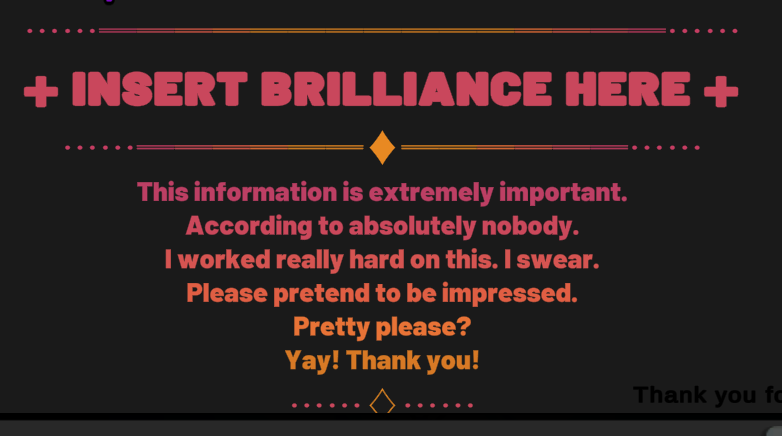 + INSERT BRILLIANCE HERE +
This information is extremely important.
According to absolutely nobody.
I worked really hard on this. I swear.
Please pretend to be impressed.
Pretty please?
Yay! Thank you!
Thank you